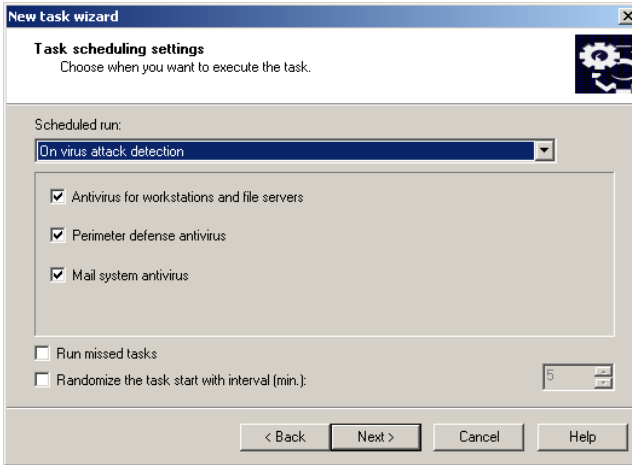 New task wizard
Task scheduling settings
Choose when you want to execute the task.
Scheduled run:
On virus attack detection
Antivirus for workstations and file servers
Perimeter defense antivirus
Mail system antivirus
Run missed tasks
Randomize the task start with interval (min.):
5
< Back
Next >
Cancel
Help